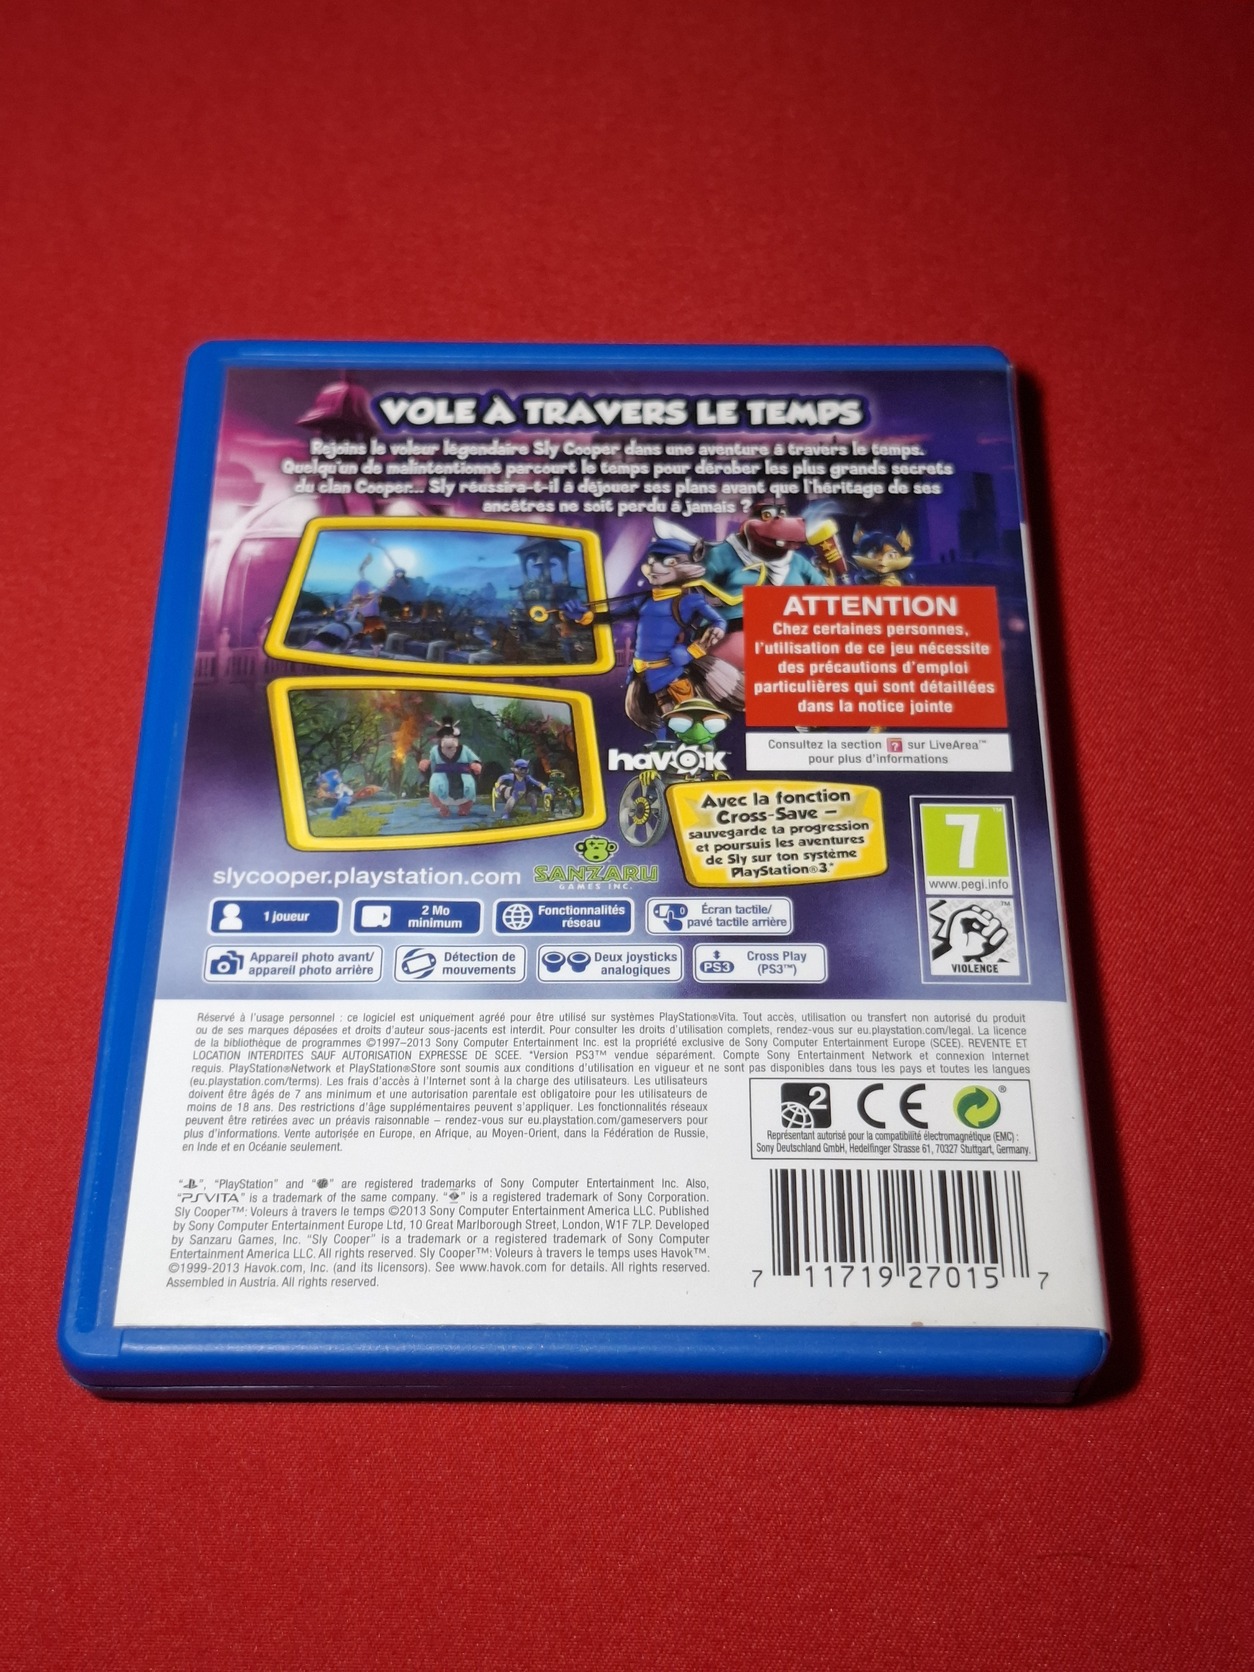 VOLE À TRAVERS LE TEMPS
Rejoins le voleur légendaire Sly Cooper dans une aventure à travers le temps.
Quelqu'un de malintentionné parcourt le temps pour dérober les plus grands secrets
du clan Cooper... Sly réussira-t-il à déjouer ses plans avant que l'héritage de ses
ancêtres ne soit perdu à jamais ?
ATTENTION
Chez certaines personnes,
l'utilisation de ce jeu nécessite
des précautions d'emploi
particulières qui sont détaillées
dans la notice jointe
Consultez la section ? sur LiveArea™
pour plus d'informations
havok™
Avec la fonction
Cross-Save –
sauvegarde ta progression
et poursuis les aventures
de Sly sur ton système
PlayStation®3.*
7
www.pegi.info
VIOLENCE
slycooper.playstation.com
SANZARU
GAMES INC.
1 joueur
2 Mo
minimum
Fonctionnalités
réseau
Écran tactile/
pavé tactile arrière
Appareil photo avant/
appareil photo arrière
Détection de
mouvements
Deux joysticks
analogiques
PS3
Cross Play
(PS3™)
Réservé à l'usage personnel : ce logiciel est uniquement agréé pour être utilisé sur systèmes PlayStation®Vita. Tout accès, utilisation ou transfert non autorisé du produit
ou de ses marques déposées et droits d'auteur sous-jacents est interdit. Pour consulter les droits d'utilisation complets, rendez-vous sur eu.playstation.com/legal. La licence
de la bibliothèque de programmes ©1997–2013 Sony Computer Entertainment Inc. est la propriété exclusive de Sony Computer Entertainment Europe (SCEE). REVENTE ET
LOCATION INTERDITES SAUF AUTORISATION EXPRESSE DE SCEE. *Version PS3™ vendue séparément. Compte Sony Entertainment Network et connexion Internet
requis. PlayStation®Network et PlayStation®Store sont soumis aux conditions d'utilisation en vigueur et ne sont pas disponibles dans tous les pays et toutes les langues
(eu.playstation.com/terms). Les frais d'accès à l'Internet sont à la charge des utilisateurs. Les utilisateurs
doivent être âgés de 7 ans minimum et une autorisation parentale est obligatoire pour les utilisateurs de
moins de 18 ans. Des restrictions d'âge supplémentaires peuvent s'appliquer. Les fonctionnalités réseaux
peuvent être retirées avec un préavis raisonnable – rendez-vous sur eu.playstation.com/gameservers pour
plus d'informations. Vente autorisée en Europe, en Afrique, au Moyen-Orient, dans la Fédération de Russie,
en Inde et en Océanie seulement.
2
CE
®
Représentant autorisé pour la compatibilité électromagnétique (EMC) :
Sony Deutschland GmbH, Hedelfinger Strasse 61, 70327 Stuttgart, Germany.
"PS", "PlayStation" and "" are registered trademarks of Sony Computer Entertainment Inc. Also,
"PSVITA" is a trademark of the same company. "" is a registered trademark of Sony Corporation.
Sly Cooper™: Voleurs à travers le temps ©2013 Sony Computer Entertainment America LLC. Published
by Sony Computer Entertainment Europe Ltd, 10 Great Marlborough Street, London, W1F 7LP. Developed
by Sanzaru Games, Inc. "Sly Cooper" is a trademark or a registered trademark of Sony Computer
Entertainment America LLC. All rights reserved. Sly Cooper™: Voleurs à travers le temps uses Havok™.
©1999-2013 Havok.com, Inc. (and its licensors). See www.havok.com for details. All rights reserved.
Assembled in Austria. All rights reserved.
7 11719 27015 7